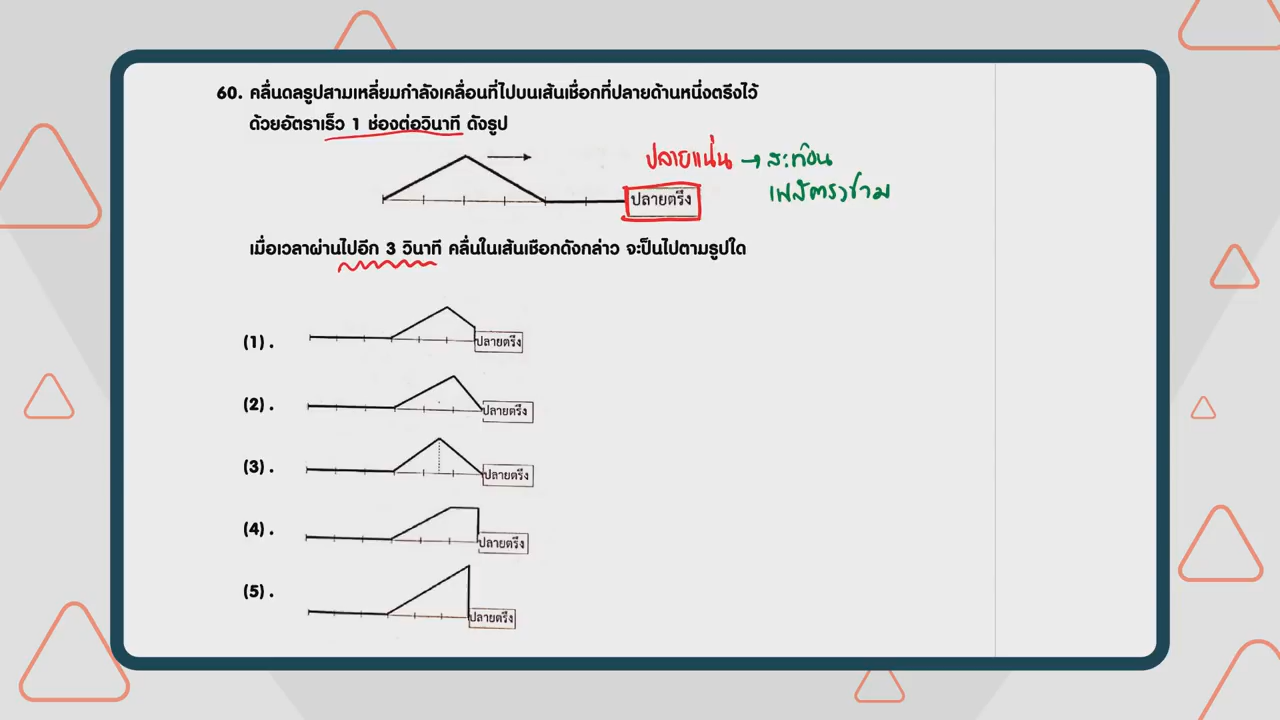 60. คลื่นดลรูปสามเหลี่ยมกำลังเคลื่อนที่ไปบนเส้นเชื่อกที่ปลายด้านหนึ่งตรึงไว้
ด้วยอัตราเร็ว 1 ช่องต่อวินาที ดังรูป
ปลายแน่น → สะท้อน
เฟสตรงข้าม
ปลายตรึง
เมื่อเวลาผ่านไปอีก 3 วินาที คลื่นในเส้นเชือกดังกล่าว จะป็นไปตามรูปใด
(1). ปลายตรึง
(2). ปลายตรึง
(3). ปลายตรึง
(4). ปลายตรึง
(5). ปลายตรึง